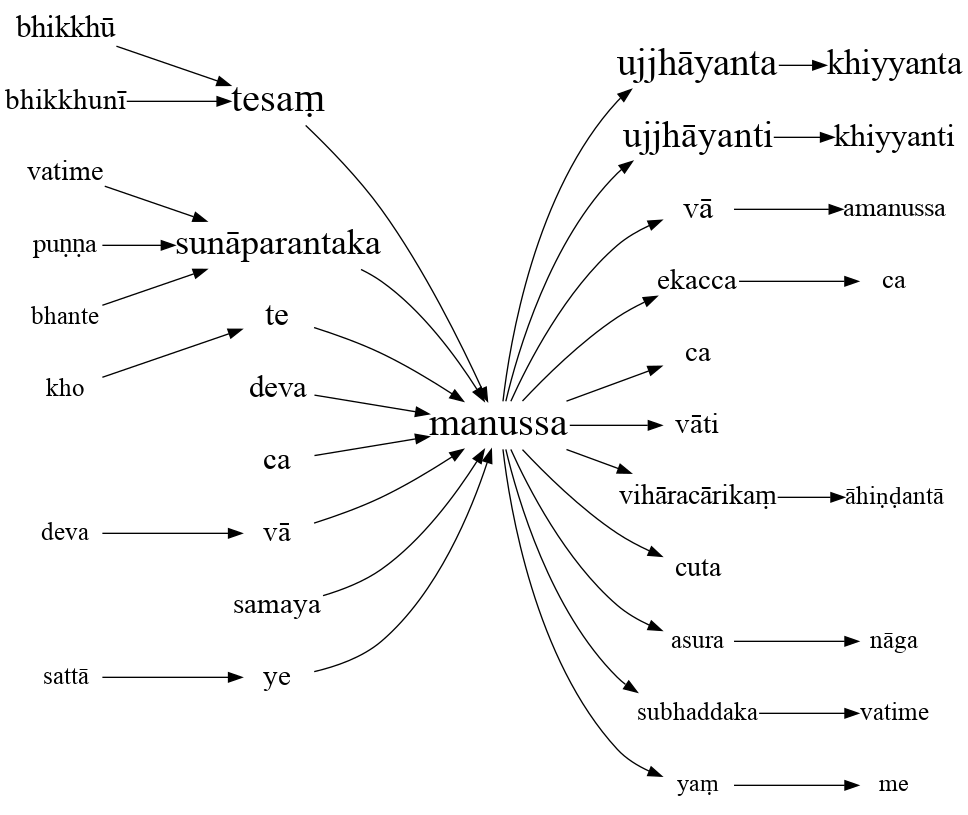 bhikkhū
bhikkhunī
vatime
puṇṇa
bhante
kho
deva
sattā
tesaṃ
sunāparantaka
te
deva
ca
vā
samaya
ye
manussa
ujjhāyanta
ujjhāyanti
vā
ekacca
ca
vāti
vihāracārikaṃ
cuta
asura
subhaddaka
yaṃ
khiyyanta
khiyyanti
amanussa
ca
āhiṇḍantā
nāga
vatime
me